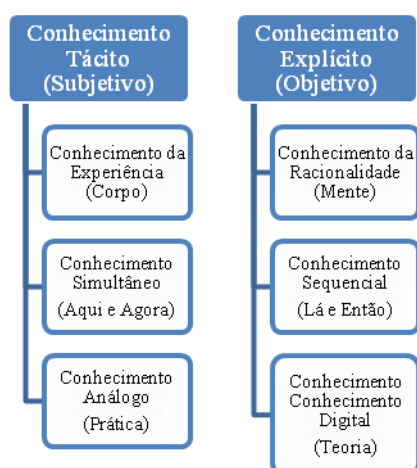 Conhecimento
Tácito
(Subjetivo)
Conhecimento da
Experiência
(Corpo)
Conhecimento
Simultâneo
(Aqui e Agora)
Conhecimento
Análogo
(Prática)
Conhecimento
Explícito
(Objetivo)
Conhecimento da
Racionalidade
(Mente)
Conhecimento
Sequencial
(Lá e Então)
Conhecimento
Conhecimento
Digital
(Teoria)